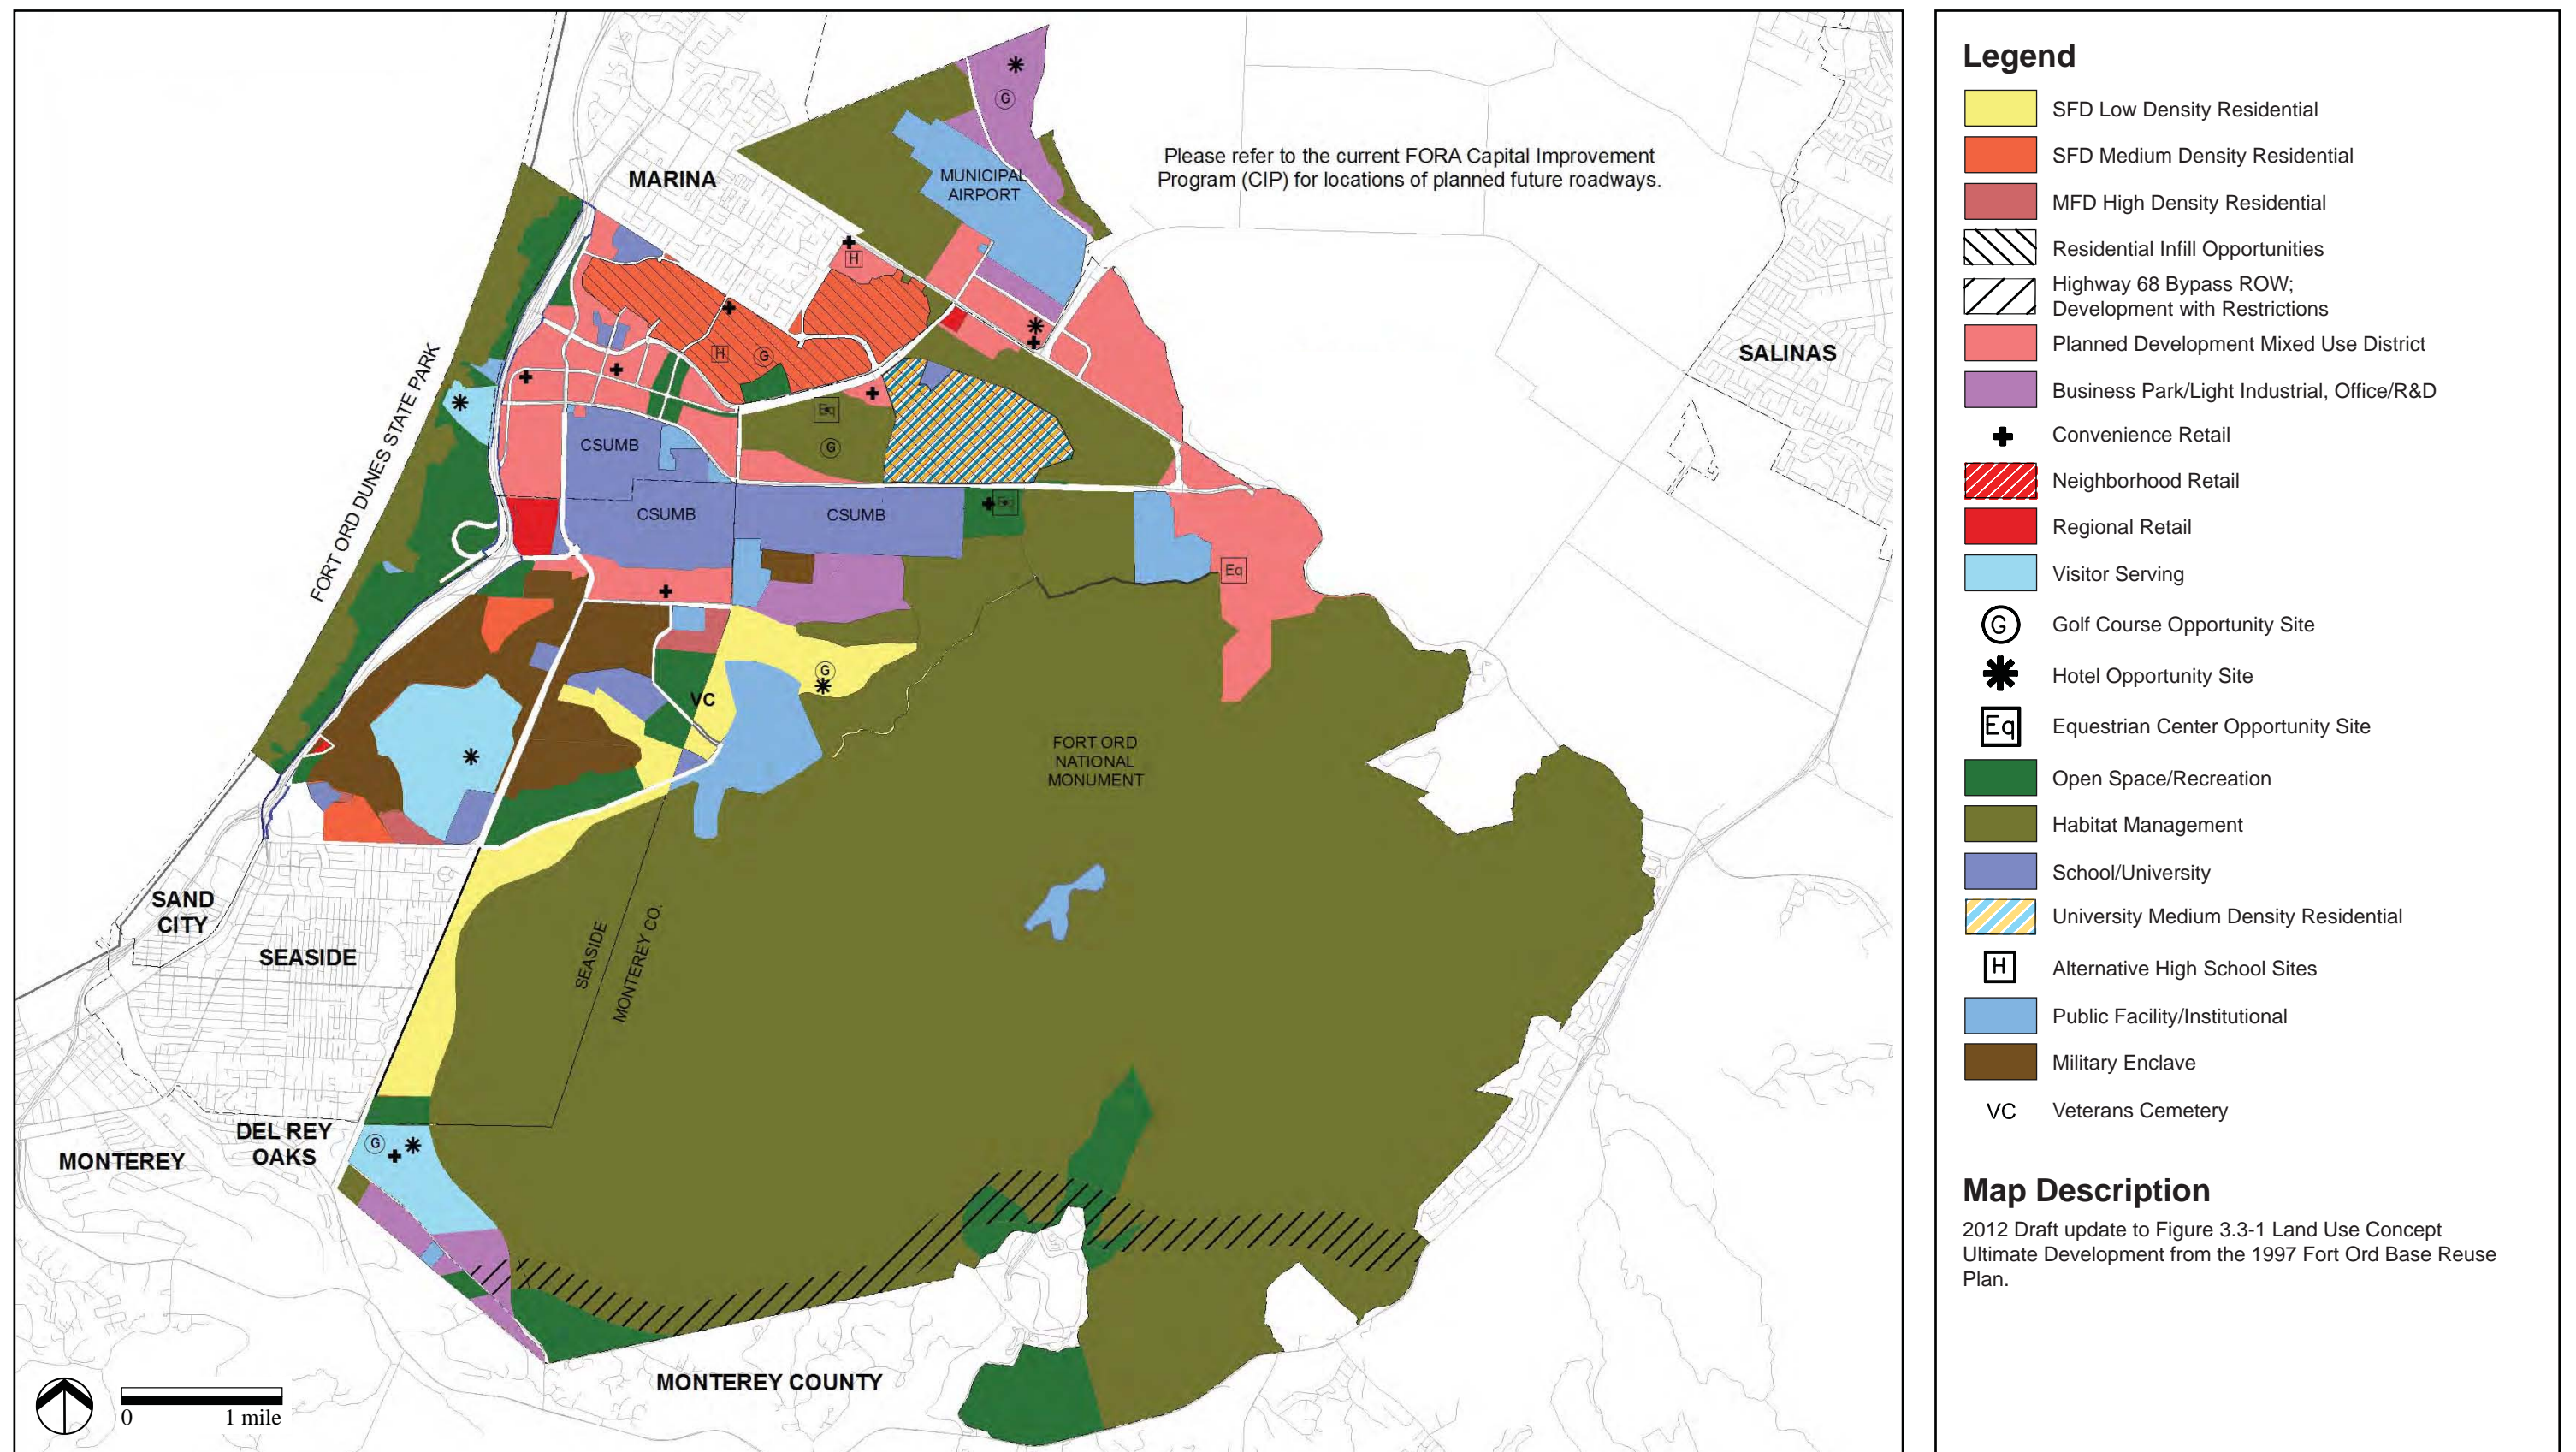 MARINA
MUNICIPAL
AIRPORT
Please refer to the current FORA Capital Improvement
Program (CIP) for locations of planned future roadways.
SALINAS
FORT ORD DUNES STATE PARK
G
H
H
G
G
Eq
CSUMB
CSUMB
CSUMB
Eq
Eq
G
VC
FORT ORD
NATIONAL
MONUMENT
SAND
CITY
SEASIDE
SEASIDE
MONTEREY CO.
DEL REY
OAKS
MONTEREY
G
MONTEREY COUNTY
0 1 mile
Legend
SFD Low Density Residential
SFD Medium Density Residential
MFD High Density Residential
Residential Infill Opportunities
Highway 68 Bypass ROW;
Development with Restrictions
Planned Development Mixed Use District
Business Park/Light Industrial, Office/R&D
Convenience Retail
Neighborhood Retail
Regional Retail
Visitor Serving
G Golf Course Opportunity Site
Hotel Opportunity Site
Eq Equestrian Center Opportunity Site
Open Space/Recreation
Habitat Management
School/University
University Medium Density Residential
H Alternative High School Sites
Public Facility/Institutional
Military Enclave
VC Veterans Cemetery
Map Description
2012 Draft update to Figure 3.3-1 Land Use Concept
Ultimate Development from the 1997 Fort Ord Base Reuse
Plan.